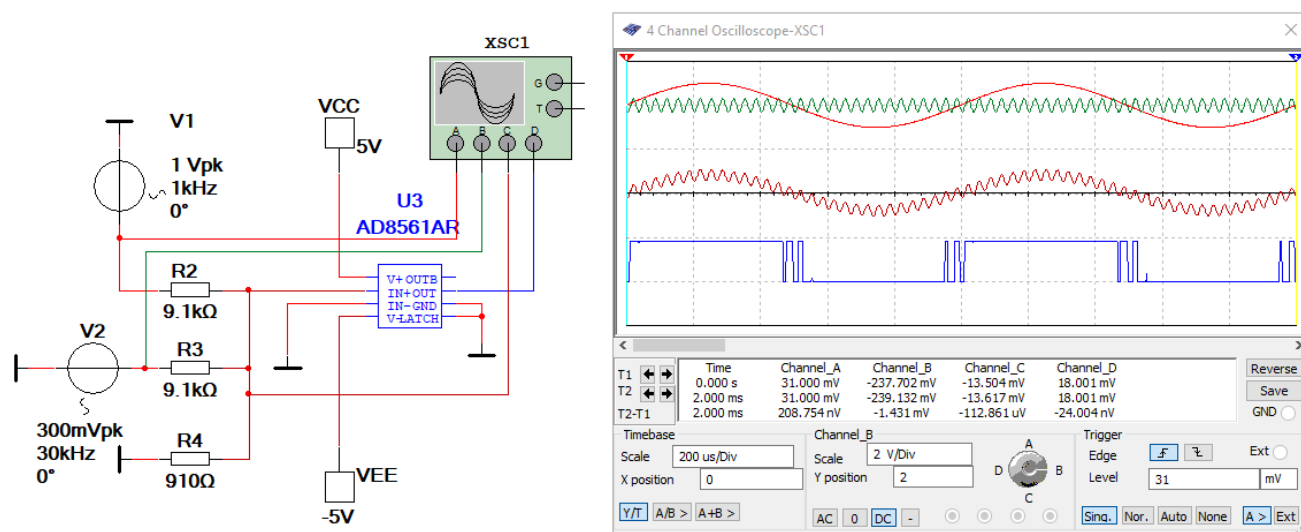 XSC1
G
T
A B C D
VCC
5V
V1
1 Vpk
1kHz
0°
U3
AD8561AR
V+ OUTB
IN+ OUT
IN- GND
V- LATCH
R2
9.1kΩ
V2
R3
9.1kΩ
300mVpk
30kHz
0°
R4
910Ω
VEE
-5V
4 Channel Oscilloscope-XSC1
1 2
T1
T2
T2-T1
Time Channel_A Channel_B Channel_C Channel_D
0.000 s 31.000 mV -237.702 mV -13.504 mV 18.001 mV
2.000 ms 31.000 mV -239.132 mV -13.617 mV 18.001 mV
2.000 ms 208.754 nV -1.431 mV -112.861 uV -24.004 nV
Reverse
Save
GND
Timebase
Scale 200 us/Div
X position 0
Y/T A/B > A+B >
Channel_B
Scale 2 V/Div
Y position 2
AC 0 DC -
A
B
C
D
Trigger
Edge
Ext
Level 31 mV
Sing. Nor. Auto None A > Ext